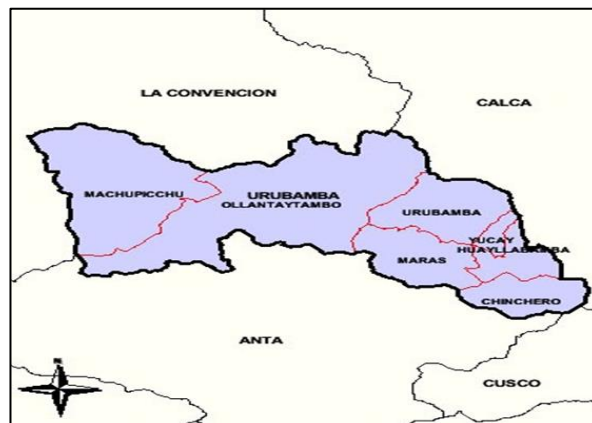 LA CONVENCION
CALCA
MACHUPICCHU
URUBAMBA
OLLANTAYTAMBO
URUBAMBA
YUCAY
HUAYLLABAMBA
MARAS
CHINCHERO
ANTA
CUSCO
N